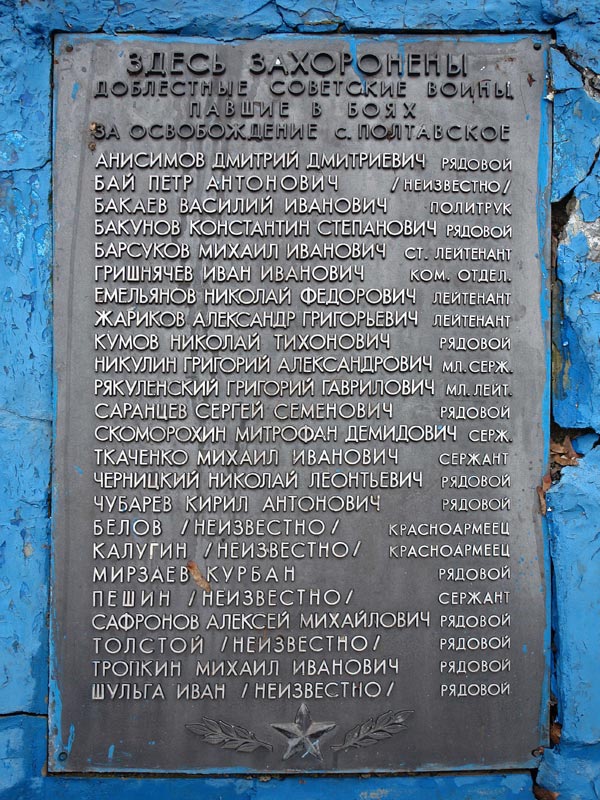 ЗДЕСЬ ЗАХОРОНЕНЫ
ДОБЛЕСТНЫЕ СОВЕТСКИЕ ВОИНЫ,
ПАВШИЕ В БОЯХ
ЗА ОСВОБОЖДЕНИЕ с. ПОЛТАВСКОЕ
АНИСИМОВ ДМИТРИЙ ДМИТРИЕВИЧ РЯДОВОЙ
БАЙ ПЕТР АНТОНОВИЧ /НЕИЗВЕСТНО/
БАКАЕВ ВАСИЛИЙ ИВАНОВИЧ ПОЛИТРУК
БАКУНОВ КОНСТАНТИН СТЕПАНОВИЧ РЯДОВОЙ
БАРСУКОВ МИХАИЛ ИВАНОВИЧ СТ. ЛЕЙТЕНАНТ
ГРИШНЯЧЕВ ИВАН ИВАНОВИЧ КОМ. ОТДЕЛ.
ЕМЕЛЬЯНОВ НИКОЛАЙ ФЕДОРОВИЧ ЛЕЙТЕНАНТ
ЖАРИКОВ АЛЕКСАНДР ГРИГОРЬЕВИЧ ЛЕЙТЕНАНТ
КУМОВ НИКОЛАЙ ТИХОНОВИЧ РЯДОВОЙ
НИКУЛИН ГРИГОРИЙ АЛЕКСАНДРОВИЧ МЛ. СЕРЖ.
РЯКУЛЕНСКИЙ ГРИГОРИЙ ГАВРИЛОВИЧ МЛ. ЛЕЙТ.
САРАНЦЕВ СЕРГЕЙ СЕМЕНОВИЧ РЯДОВОЙ
СКОМОРОХИН МИТРОФАН ДЕМИДОВИЧ СЕРЖ.
ТКАЧЕНКО МИХАИЛ ИВАНОВИЧ СЕРЖАНТ
ЧЕРНИЦКИЙ НИКОЛАЙ ЛЕОНТЬЕВИЧ РЯДОВОЙ
ЧУБАРЕВ КИРИЛ АНТОНОВИЧ РЯДОВОЙ
БЕЛОВ /НЕИЗВЕСТНО/ КРАСНОАРМЕЕЦ
КАЛУГИН /НЕИЗВЕСТНО/ КРАСНОАРМЕЕЦ
МИРЗАЕВ КУРБАН РЯДОВОЙ
ПЕШИН /НЕИЗВЕСТНО/ СЕРЖАНТ
САФРОНОВ АЛЕКСЕЙ МИХАЙЛОВИЧ РЯДОВОЙ
ТОЛСТОЙ /НЕИЗВЕСТНО/ РЯДОВОЙ
ТРОПКИН МИХАИЛ ИВАНОВИЧ РЯДОВОЙ
ШУЛЬГА ИВАН /НЕИЗВЕСТНО/ РЯДОВОЙ